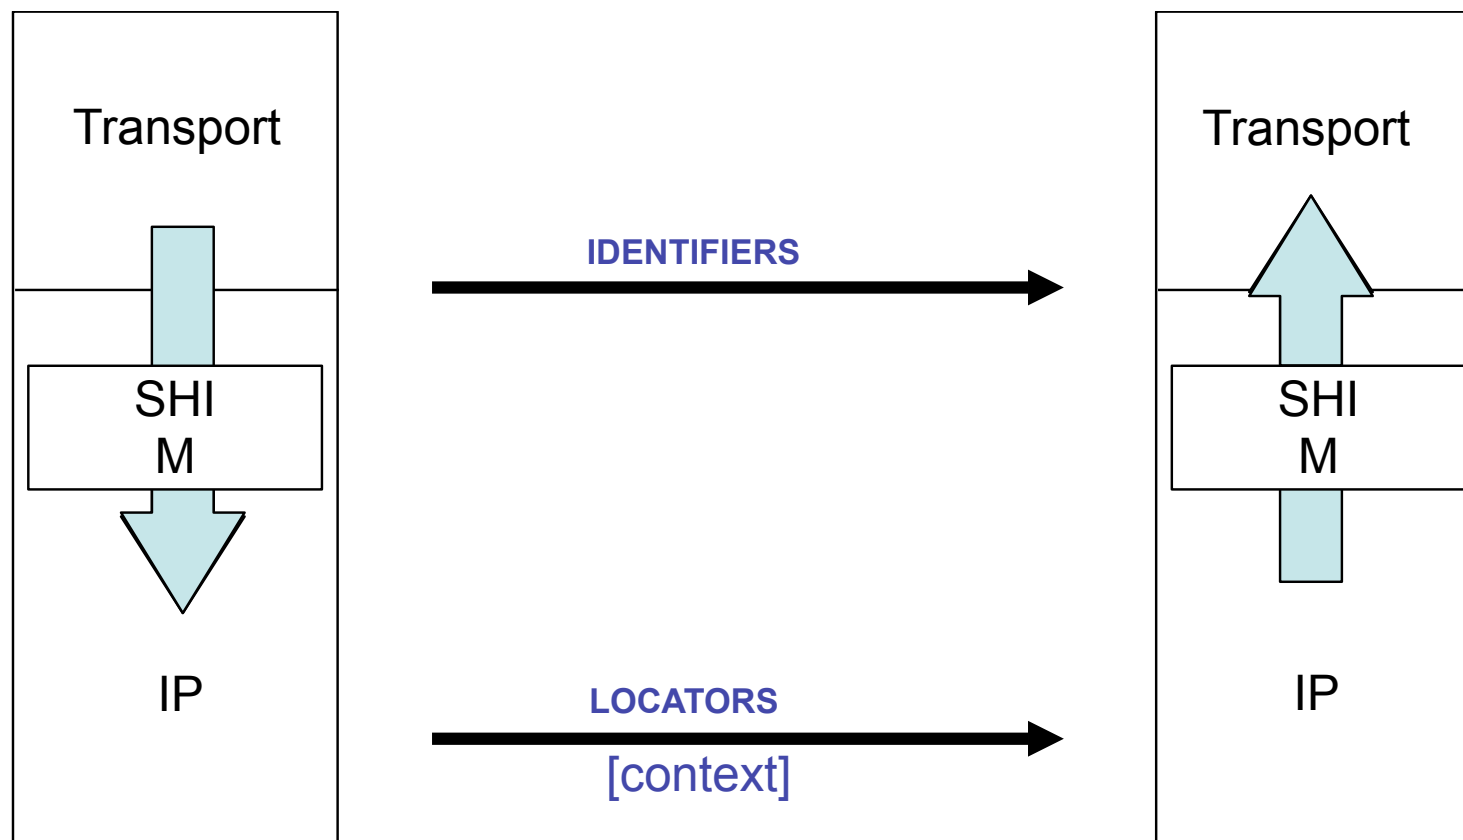 Transport
SHI
M
IP
IDENTIFIERS
LOCATORS
[context]
Transport
SHI
M
IP